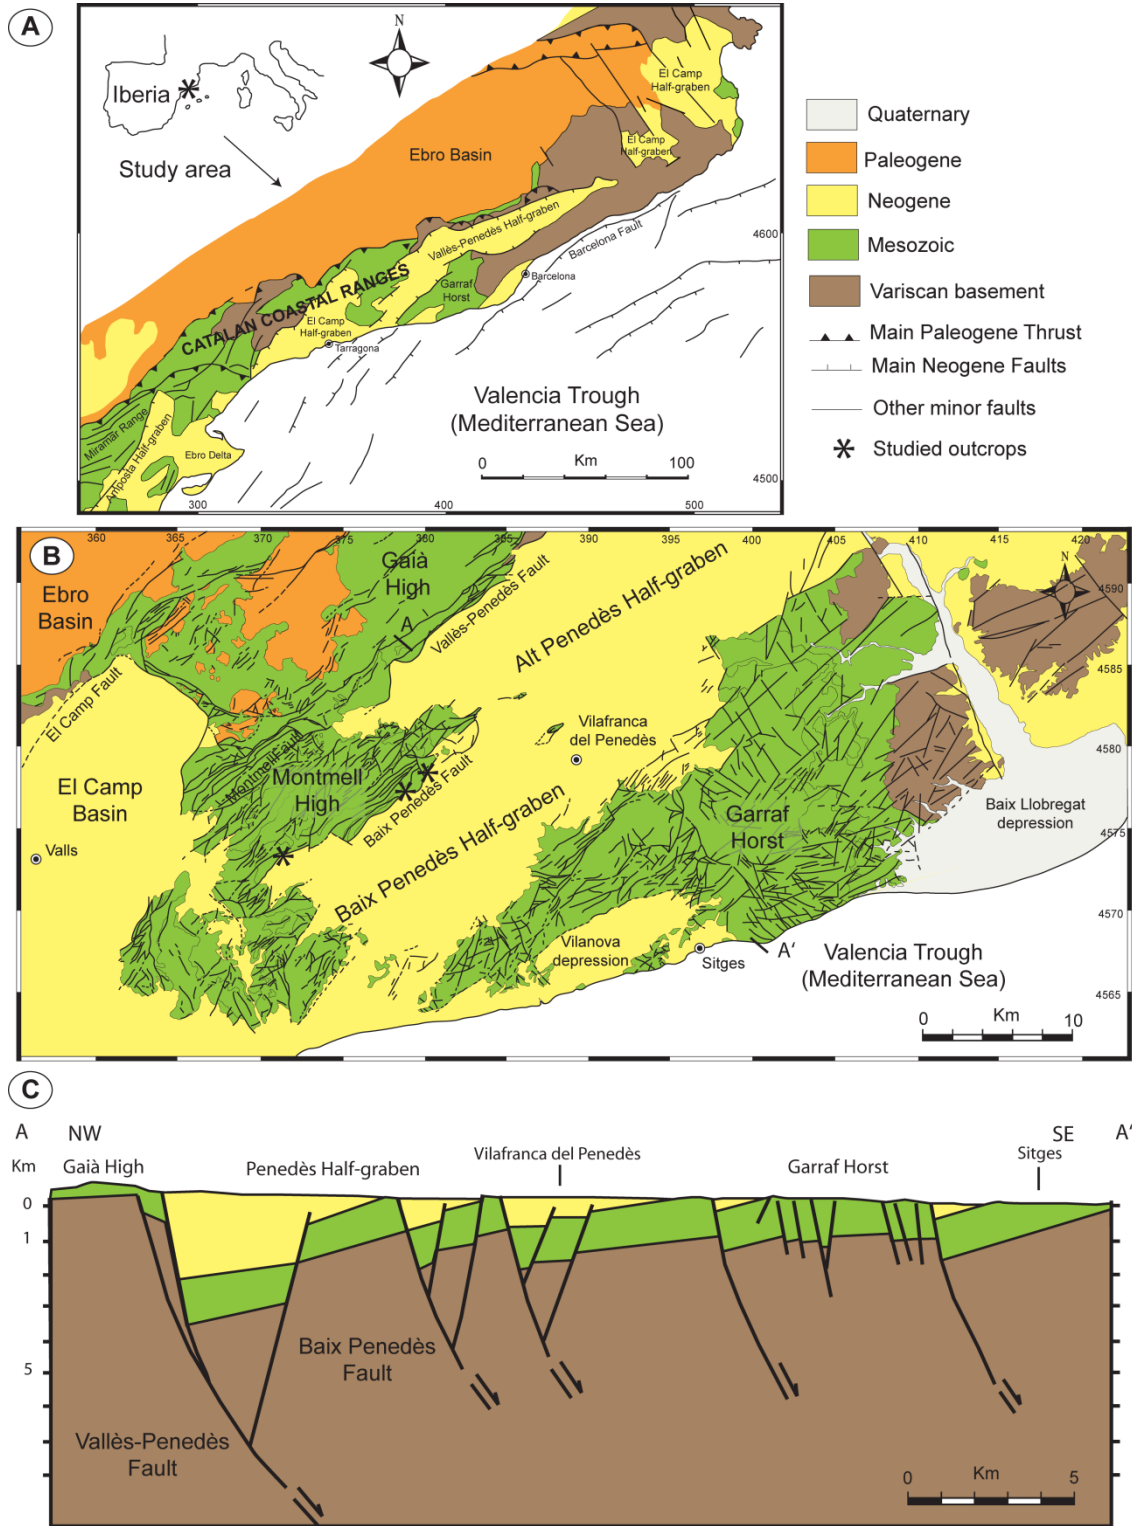 A
N
Iberia
Study area
Ebro Basin
El Camp
Half-graben
El Camp
Half-graben
Vallès-Penedès Half-graben
Barcelona Fault
Barcelona
Garraf
Horst
CATALAN COASTAL RANGES
El Camp
Half-graben
Tarragona
Valencia Trough
(Mediterranean Sea)
Miramar Range
Amposta Half-graben
Ebro Delta
0 Km 100
4600
4500
300 400 500
Quaternary
Paleogene
Neogene
Mesozoic
Variscan basement
Main Paleogene Thrust
Main Neogene Faults
Other minor faults
Studied outcrops
B
360 365 370 375 380 385 390 395 400 405 410 415 420
N
4590
4585
4580
4575
4570
4565
Ebro
Basin
Gaià
High
A
Vallès-Penedès Fault
Alt Penedès Half-graben
El Camp Fault
Vilafranca
del Penedès
Montmell Fault
Montmell
High
Baix Penedès Fault
El Camp
Basin
Valls
Baix Penedès Half-graben
Garraf
Horst
Baix Llobregat
depression
Vilanova
depression
Sitges
A'
Valencia Trough
(Mediterranean Sea)
0 Km 10
C
A NW SE A'
Km Gaià High Penedès Half-graben Vilafranca del Penedès Garraf Horst Sitges
0
1
5
Baix Penedès
Fault
Vallès-Penedès
Fault
0 Km 5